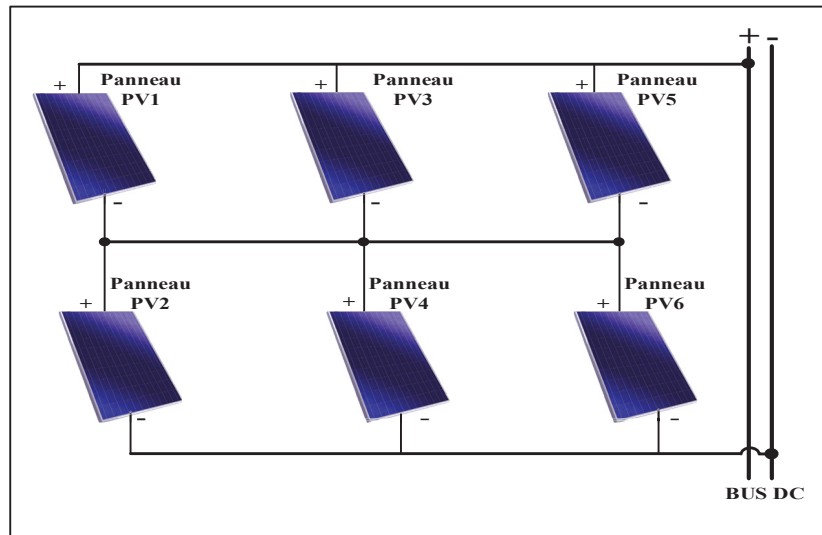 + -
+ Panneau
PV1
+ Panneau
PV3
+ Panneau
PV5
-
-
-
+ Panneau
PV2
+ Panneau
PV4
+ Panneau
PV6
-
-
-
BUS DC